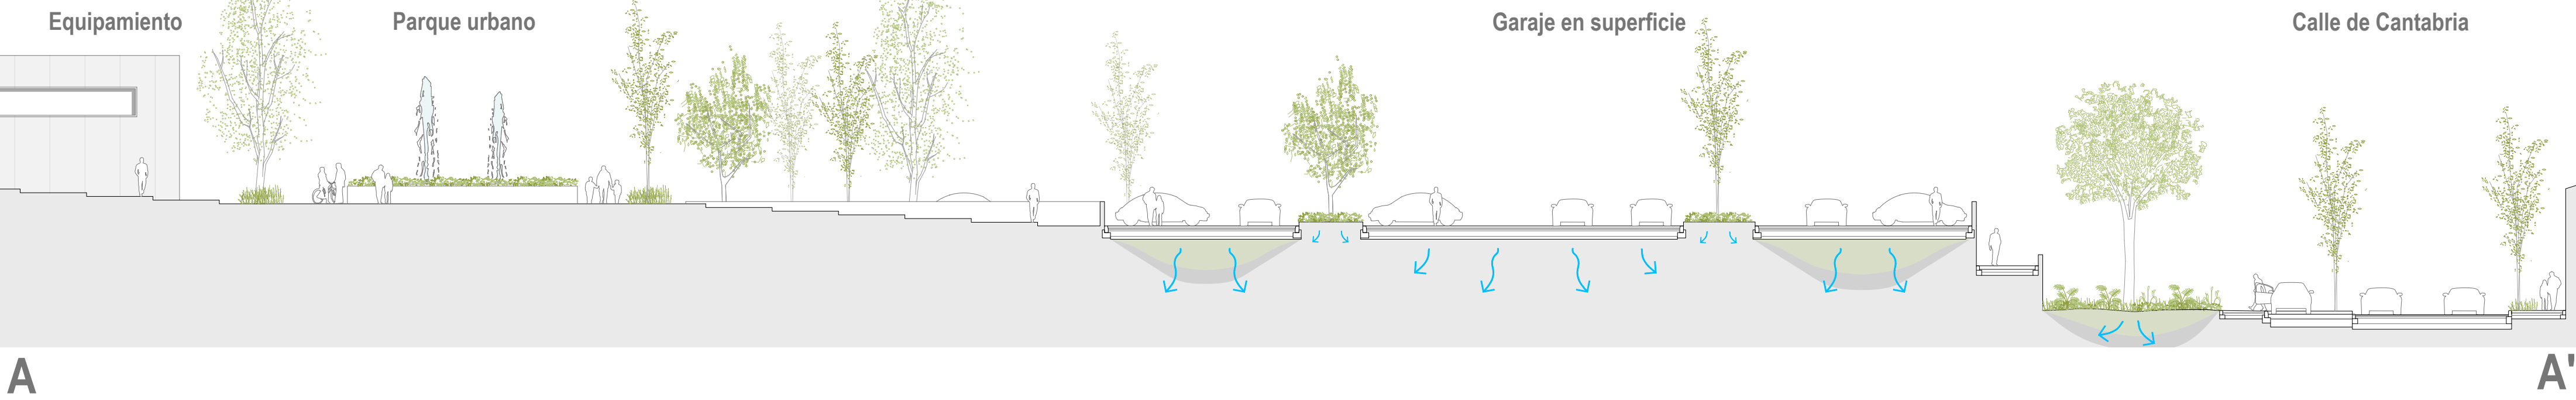 Equipamiento
Parque urbano
Garaje en superficie
Calle de Cantabria
A
A'